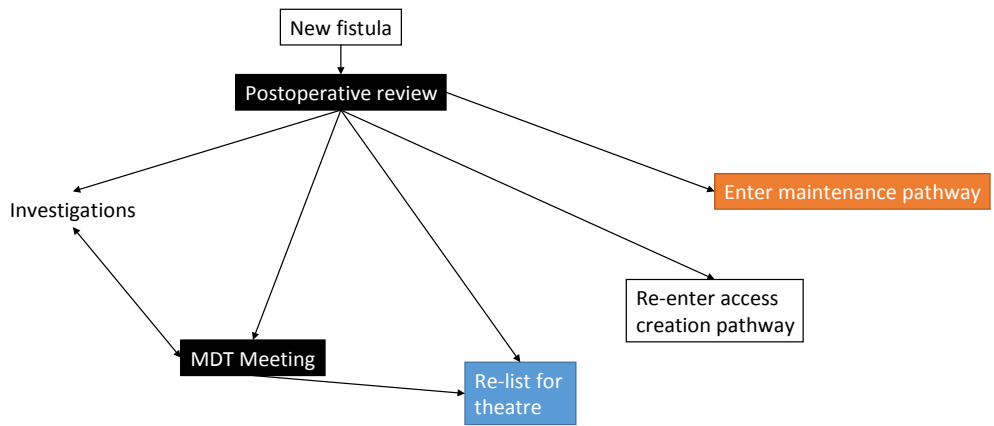 New fistula
Postoperative review
Enter maintenance pathway
Investigations
Re-enter access
creation pathway
MDT Meeting
Re-list for
theatre